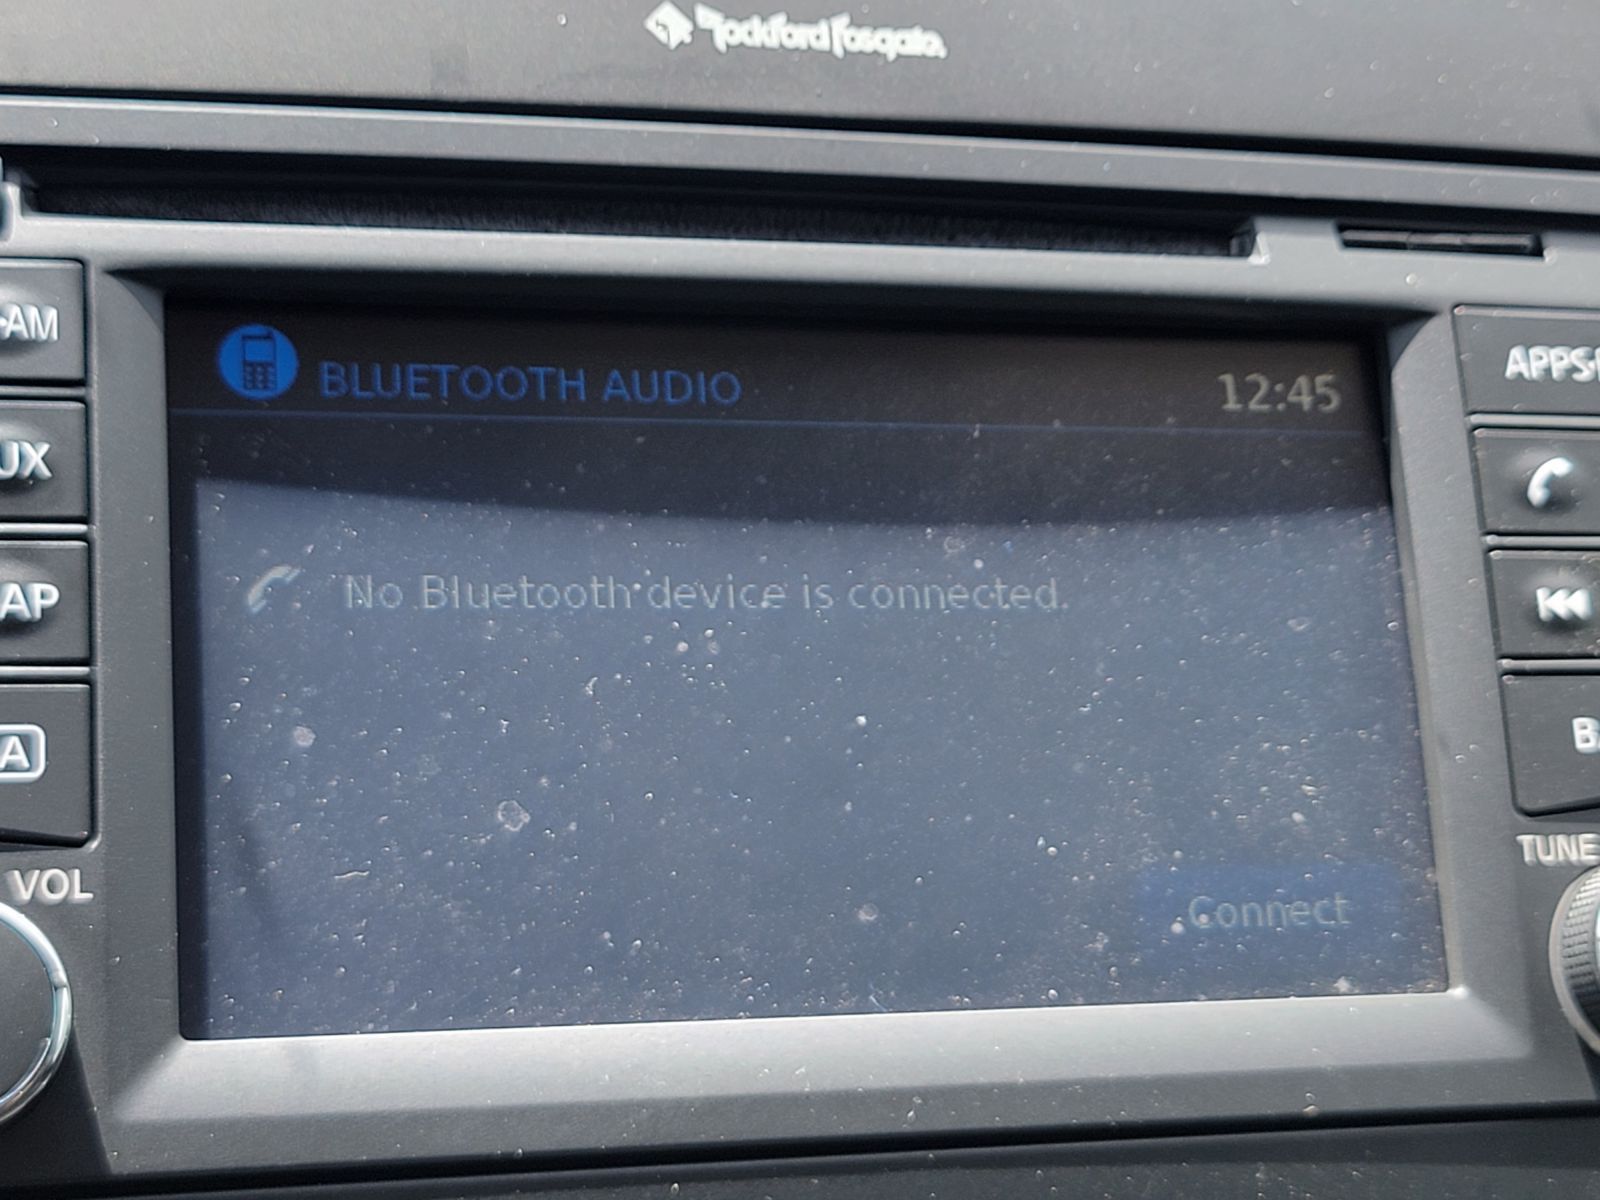 Rockford Fosgate
AM
UX
AP
A
VOL
BLUETOOTH AUDIO
12:45
No Bluetooth device is connected.
Connect
APPS
B
TUNE